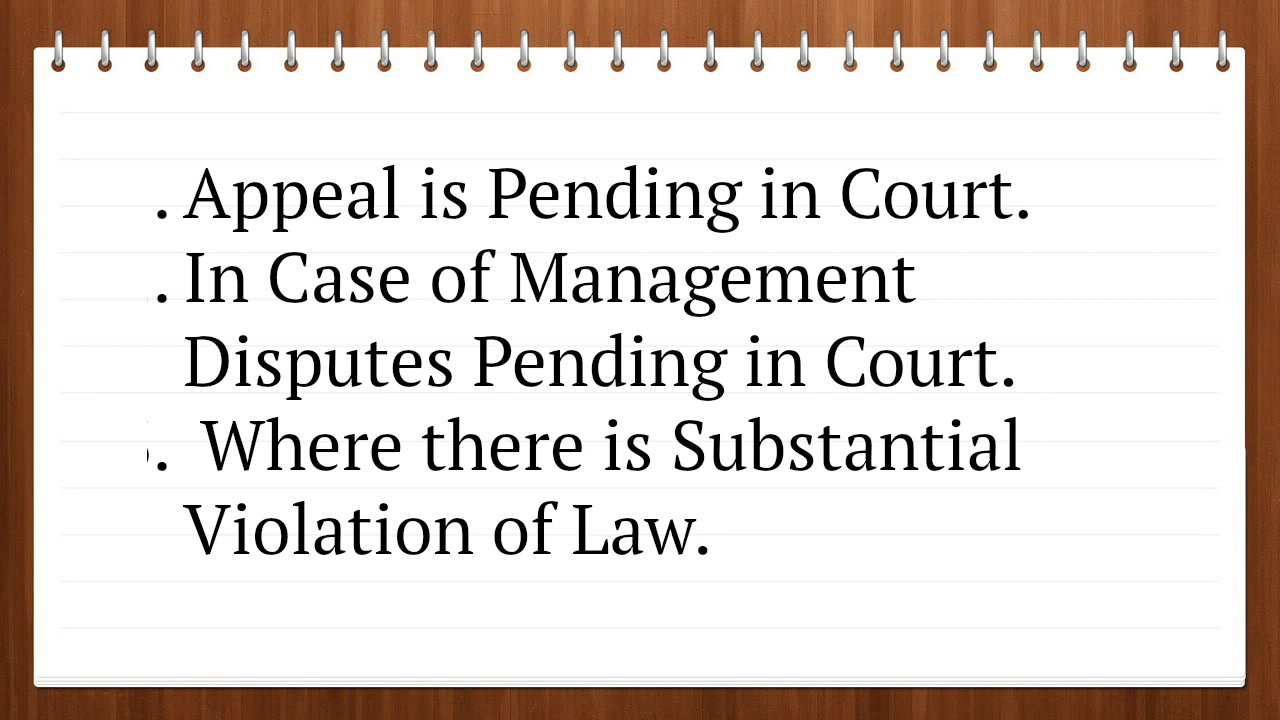 . Appeal is Pending in Court.
. In Case of Management
Disputes Pending in Court.
. Where there is Substantial
Violation of Law.